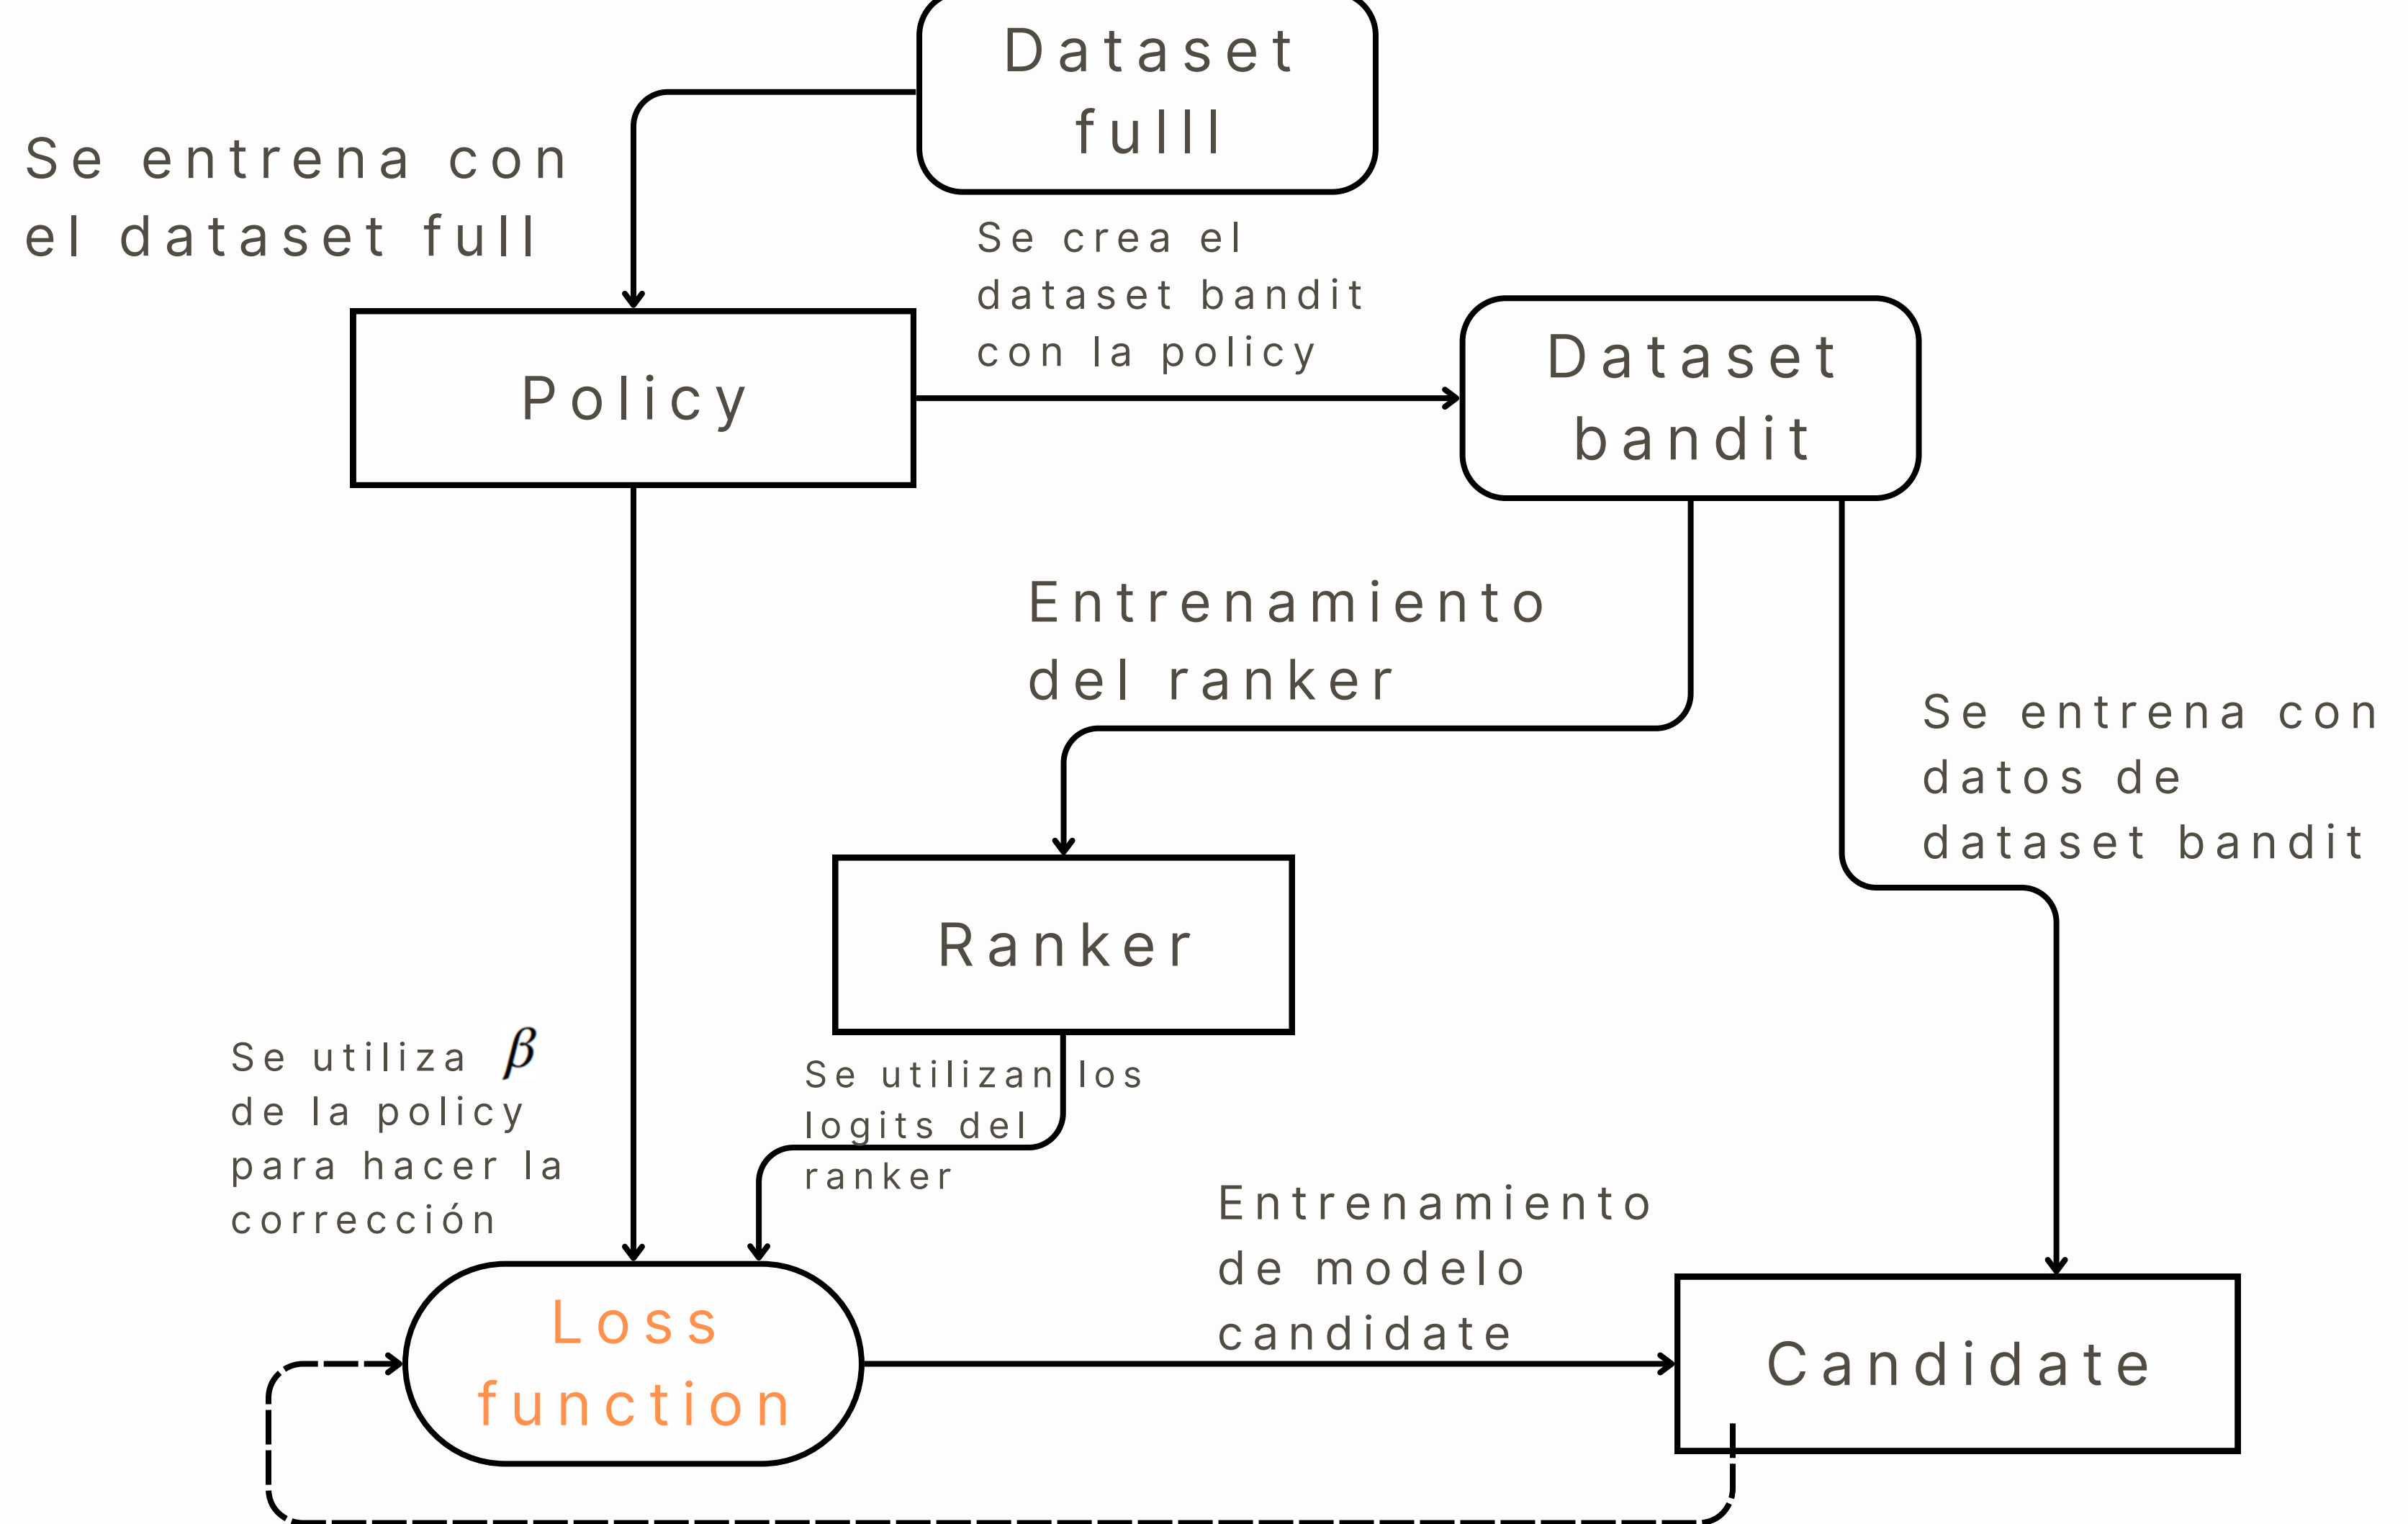 Dataset
fulll
Se entrena con
el dataset full
Se crea el
dataset bandit
con la policy
Policy
Dataset
bandit
Entrenamiento
del ranker
Se entrena con
datos de
dataset bandit
Ranker
Se utiliza β
de la policy
para hacer la
corrección
Se utilizan los
logits del
ranker
Entrenamiento
de modelo
candidate
Loss
function
Candidate